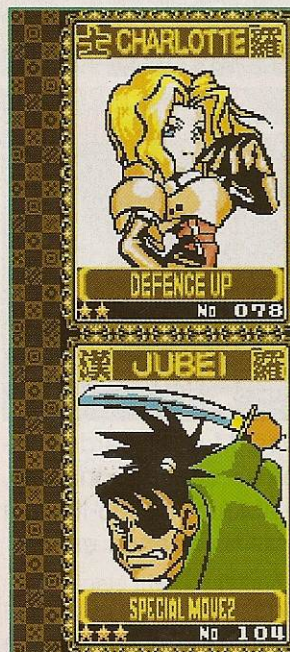 CHARLOTTE
DEFENCE UP
★★ NO 078
JUBEI
SPECIAL MOVE2
★★★ NO 104